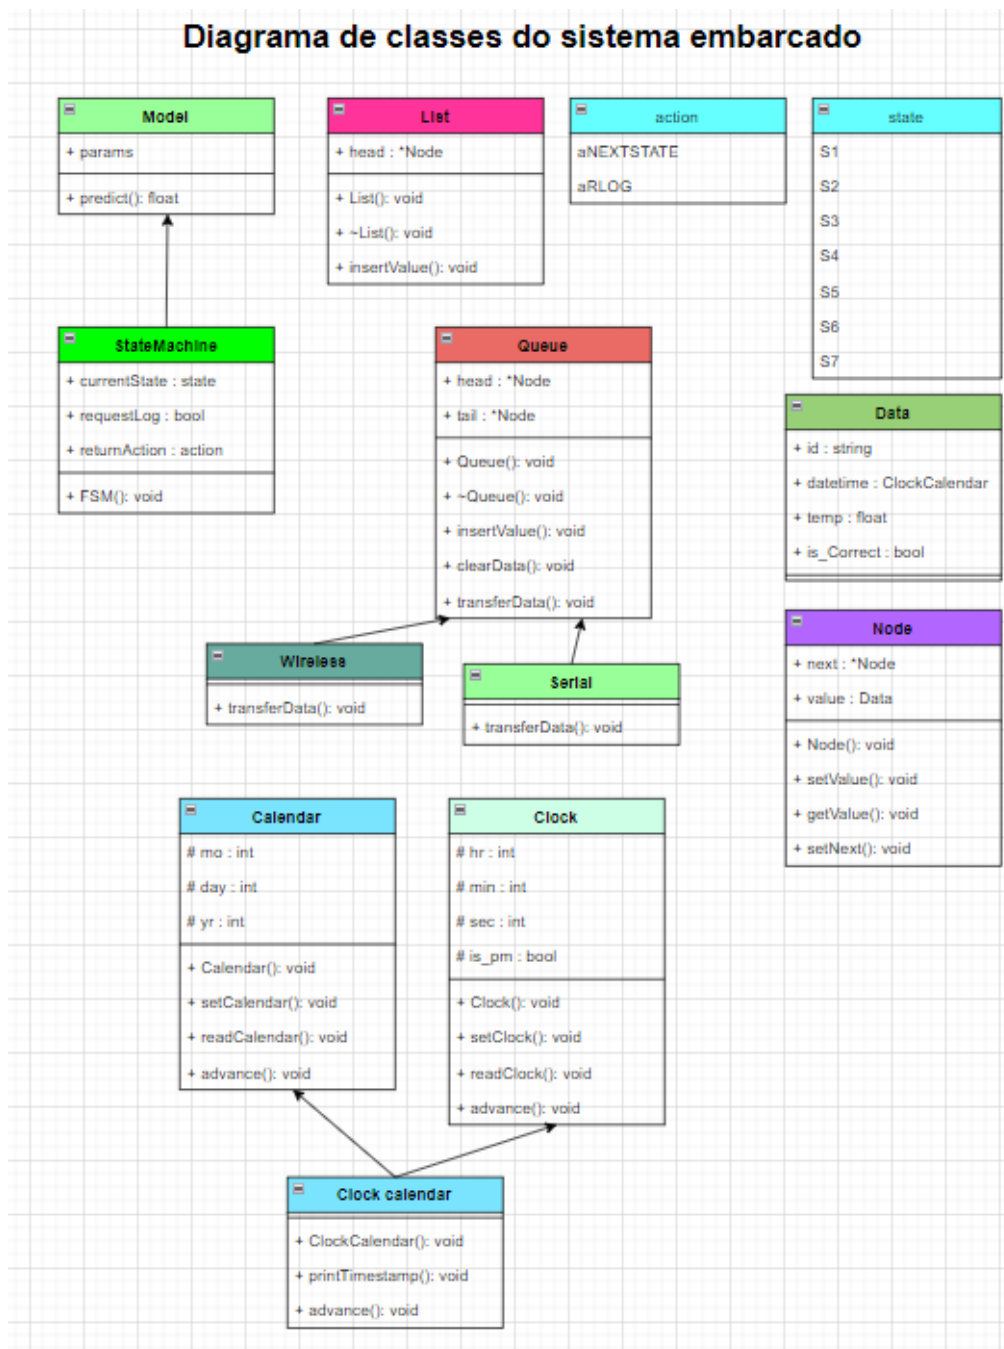 Diagrama de classes do sistema embarcado
Model
+ params
+ predict(): float
List
+ head : *Node
+ List(): void
+ ~List(): void
+ insertValue(): void
action
aNEXTSTATE
aRLOG
state
S1
S2
S3
S4
S5
S6
S7
StateMachine
+ currentState : state
+ requestLog : bool
+ returnAction : action
+ FSM(): void
Queue
+ head : *Node
+ tail : *Node
+ Queue(): void
+ ~Queue(): void
+ insertValue(): void
+ clearData(): void
+ transferData(): void
Data
+ id : string
+ datetime : ClockCalendar
+ temp : float
+ is_Correct : bool
Wireless
+ transferData(): void
Serial
+ transferData(): void
Node
+ next : *Node
+ value : Data
+ Node(): void
+ setValue(): void
+ getValue(): void
+ setNext(): void
Calendar
# mo : int
# day : int
# yr : int
+ Calendar(): void
+ setCalendar(): void
+ readCalendar(): void
+ advance(): void
Clock
# hr : int
# min : int
# sec : int
# is_pm : bool
+ Clock(): void
+ setClock(): void
+ readClock(): void
+ advance(): void
Clock calendar
+ ClockCalendar(): void
+ printTimestamp(): void
+ advance(): void